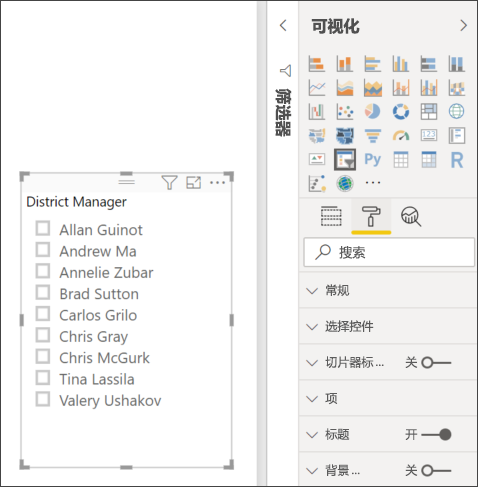 District Manager
Allan Guinot
Andrew Ma
Annelie Zubar
Brad Sutton
Carlos Grilo
Chris Gray
Chris McGurk
Tina Lassila
Valery Ushakov
筛选器
可视化
123
Py
R
搜索
常规
选择控件
切片器标... 关
项
标题 开
背景... 关